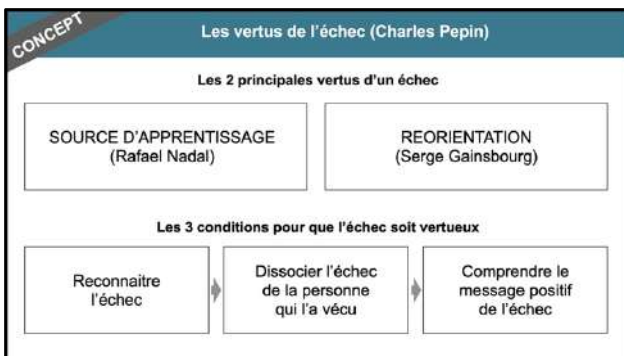 CONCEPT
Les vertus de l'échec (Charles Pepin)
Les 2 principales vertus d'un échec
SOURCE D'APPRENTISSAGE
(Rafael Nadal)
REORIENTATION
(Serge Gainsbourg)
Les 3 conditions pour que l'échec soit vertueux
Reconnaitre
l'échec
Dissocier l'échec
de la personne
qui l'a vécu
Comprendre le
message positif
de l'échec